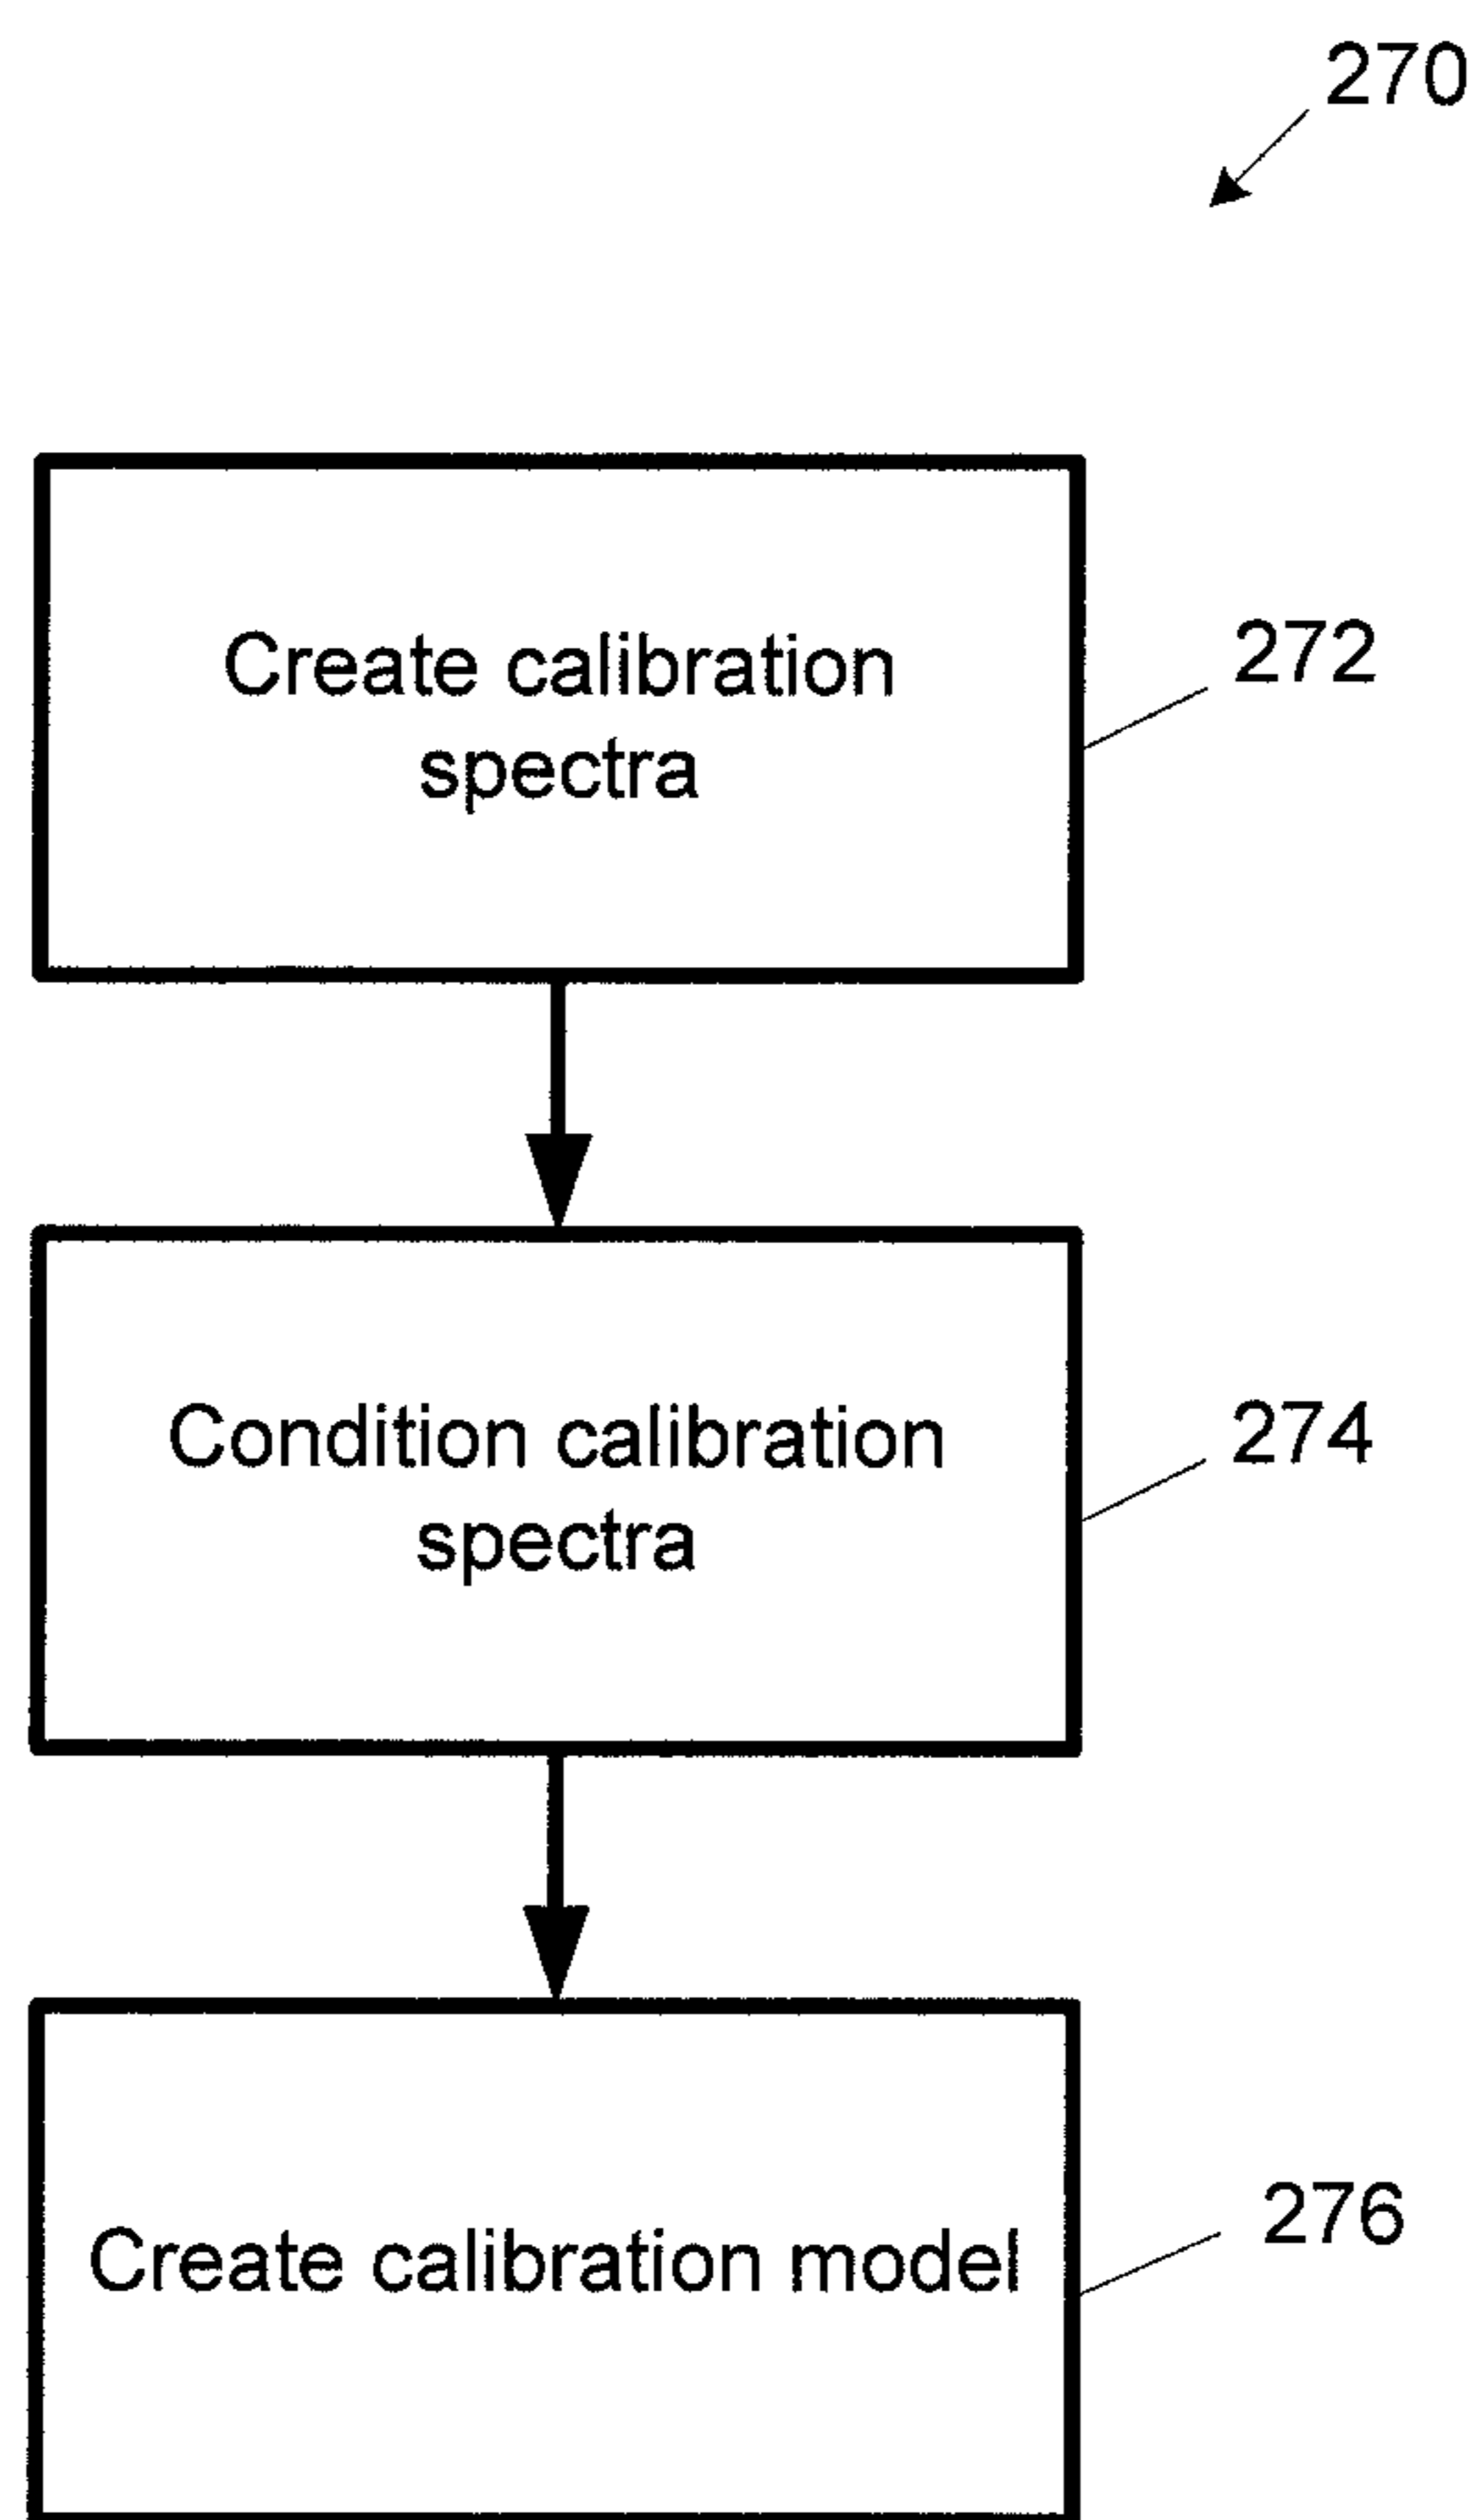 270
Create calibration
spectra
272
Condition calibration
spectra
274
Create calibration model
276